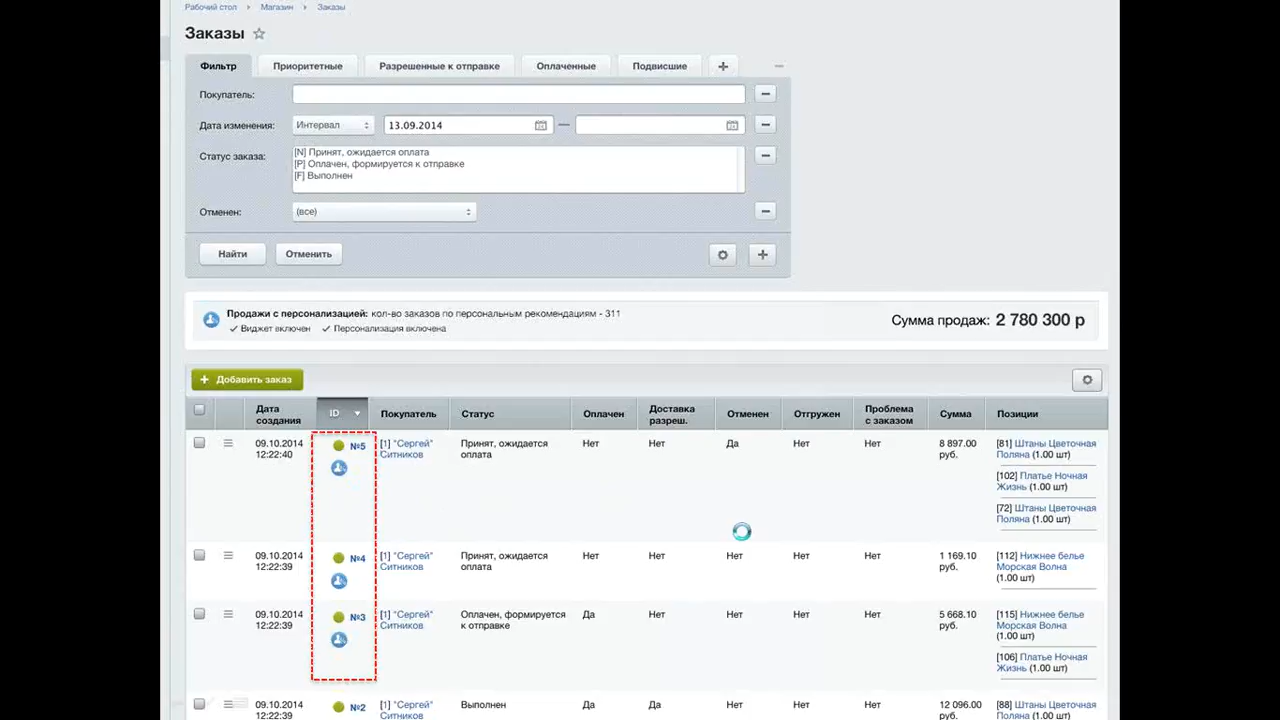 Рабочий стол > Магазин > Заказы
Заказы
Фильтр Приоритетные Разрешенные к отправке Оплаченные Подвисшие +
Покупатель:
Дата изменения: Интервал 13.09.2014 —
Статус заказа:
[N] Принят, ожидается оплата
[P] Оплачен, формируется к отправке
[F] Выполнен
Отменен: (все)
Найти Отменить
Продажи с персонализацией: кол-во заказов по персональным рекомендациям - 311
✓ Виджет включен ✓ Персонализация включена
Сумма продаж: 2 780 300 р
+ Добавить заказ
Дата создания ID Покупатель Статус Оплачен Доставка разреш. Отменен Отгружен Проблема с заказом Сумма Позиции
09.10.2014 №5 [1] "Сергей" Принят, ожидается Нет Нет Да Нет Нет 8 897.00 [81] Штаны Цветочная
12:22:40 Ситников оплата руб. Поляна (1.00 шт)
[102] Платье Ночная
Жизнь (1.00 шт)
[72] Штаны Цветочная
Поляна (1.00 шт)
09.10.2014 №4 [1] "Сергей" Принят, ожидается Нет Нет Нет Нет Нет 1 169.10 [112] Нижнее белье
12:22:39 Ситников оплата руб. Морская Волна
(1.00 шт)
09.10.2014 №3 [1] "Сергей" Оплачен, формируется Да Нет Нет Нет Нет 5 668.10 [115] Нижнее белье
12:22:39 Ситников к отправке руб. Морская Волна
(1.00 шт)
[106] Платье Ночная
Жизнь (1.00 шт)
09.10.2014 №2 [1] "Сергей" Выполнен Да Да Нет Нет Нет 12 096.00 [88] Штаны Цветочная
12:22:39 Ситников руб. Поляна (1.00 шт)